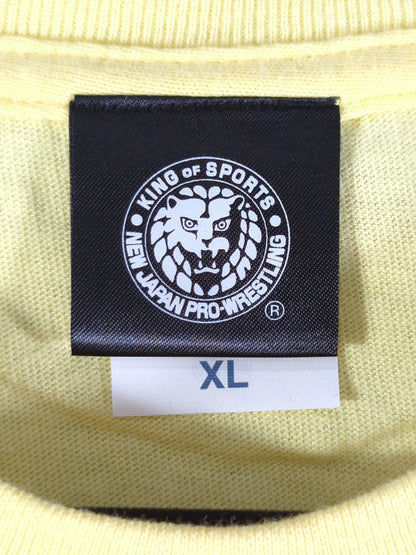 • KING OF SPORTS •
NEW JAPAN PRO-WRESTLING
®
XL